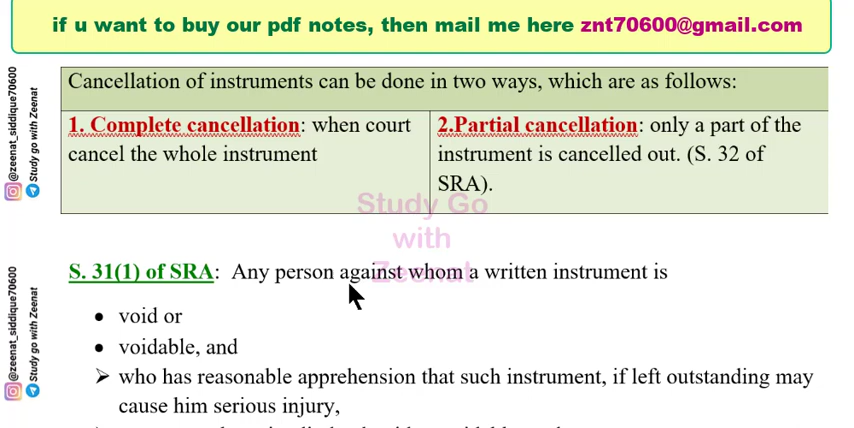 if u want to buy our pdf notes, then mail me here znt70600@gmail.com
@zeenat_siddique70600
Study go with Zeenat
Cancellation of instruments can be done in two ways, which are as follows:
1. Complete cancellation: when court
cancel the whole instrument
2.Partial cancellation: only a part of the
instrument is cancelled out. (S. 32 of
SRA).
Study Go
with
Zeenat
@zeenat_siddique70600
Study go with Zeenat
S. 31(1) of SRA: Any person against whom a written instrument is
• void or
• voidable, and
➢ who has reasonable apprehension that such instrument, if left outstanding may
cause him serious injury,